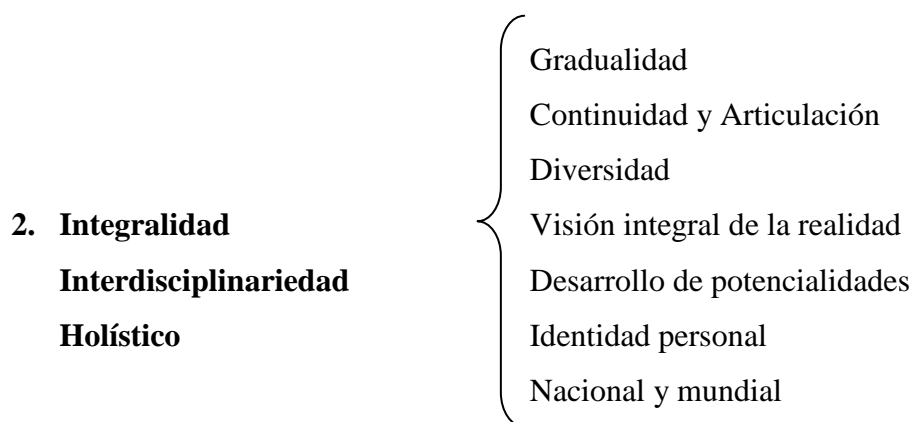 Gradualidad
Continuidad y Articulación
Diversidad
2. Integralidad
Visión integral de la realidad
Interdisciplinariedad
Desarrollo de potencialidades
Holístico
Identidad personal
Nacional y mundial